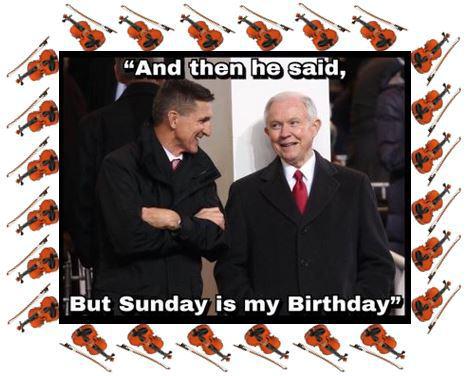 “And then he said,
But Sunday is my Birthday”